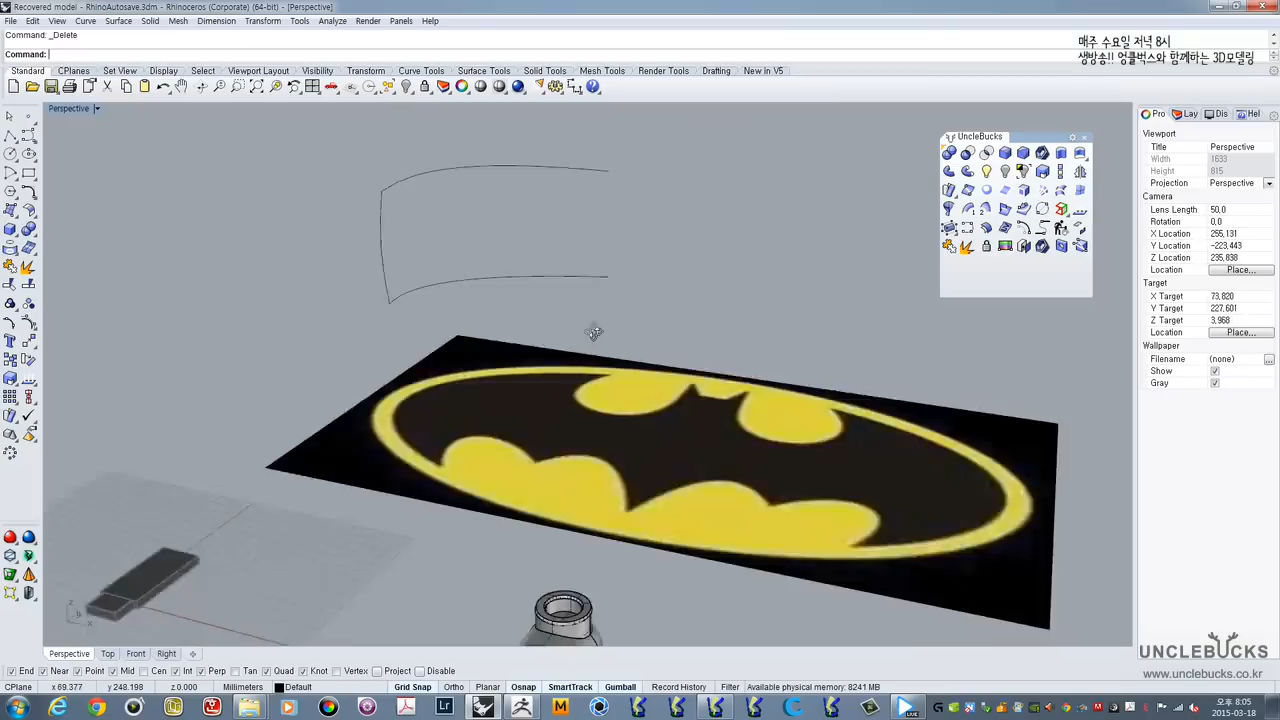 Recovered model - RhinoAutosave.3dm - Rhinoceros (Corporate) (64-bit) - [Perspective]
File Edit View Curve Surface Solid Mesh Dimension Transform Tools Analyze Render Panels Help
Command: _Delete
Command:
매주 수요일 저녁 8시
생방송!! 엉클벅스와 함께하는 3D모델링
Standard CPlanes Set View Display Select Viewport Layout Visibility Transform Curve Tools Surface Tools Solid Tools Mesh Tools Render Tools Drafting New In V5
Perspective
UncleBucks
Pro Lay Dis Hel
Viewport
Title Perspective
Width 1633
Height 815
Projection Perspective
Camera
Lens Length 50,0
Rotation 0,0
X Location 255,131
Y Location -223,443
Z Location 235,838
Location Place...
Target
X Target 73,820
Y Target 227,601
Z Target 3,968
Location Place...
Wallpaper
Filename (none) ...
Show
Gray
z
x
Perspective Top Front Right
End Near Point Mid Cen Int Perp Tan Quad Knot Vertex Project Disable
CPlane x 69.377 y 248.198 z 0.000 Millimeters Default Grid Snap Ortho Planar Osnap SmartTrack Gumball Record History Filter Available physical memory: 8241 MB
UNCLEBUCKS
www.unclebucks.co.kr
Lr M LIVE
오후 8:05
2015-03-18